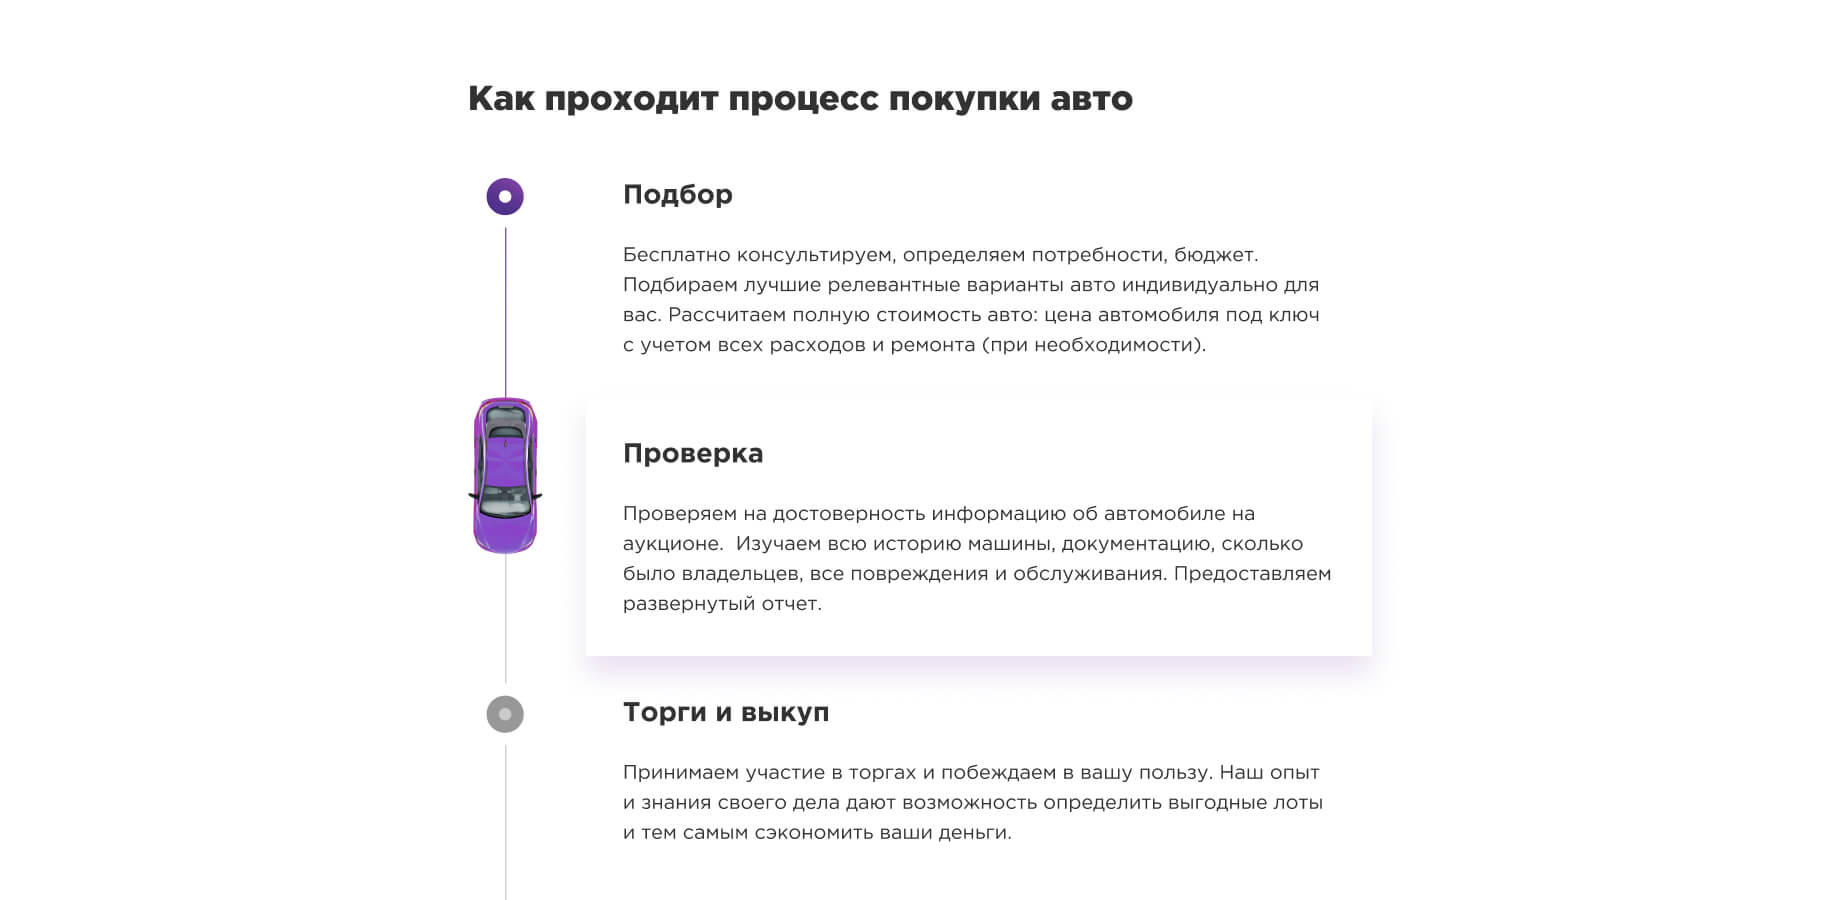 Как проходит процесс покупки авто
Подбор
Бесплатно консультируем, определяем потребности, бюджет.
Подбираем лучшие релевантные варианты авто индивидуально для
вас. Рассчитаем полную стоимость авто: цена автомобиля под ключ
с учетом всех расходов и ремонта (при необходимости).
Проверка
Проверяем на достоверность информацию об автомобиле на
аукционе.  Изучаем всю историю машины, документацию, сколько
было владельцев, все повреждения и обслуживания. Предоставляем
развернутый отчет.
Торги и выкуп
Принимаем участие в торгах и побеждаем в вашу пользу. Наш опыт
и знания своего дела дают возможность определить выгодные лоты
и тем самым сэкономить ваши деньги.